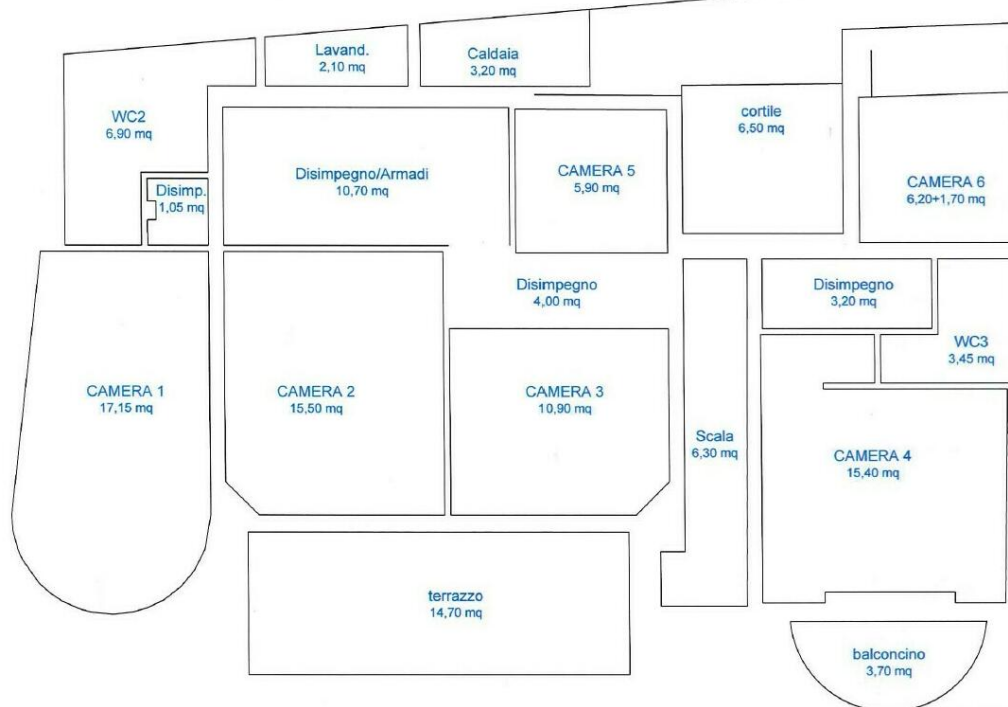 Lavand.
2,10 mq
Caldaia
3,20 mq
WC2
6,90 mq
cortile
6,50 mq
Disimpegno/Armadi
10,70 mq
CAMERA 5
5,90 mq
Disimp.
1,05 mq
CAMERA 6
6,20+1,70 mq
Disimpegno
4,00 mq
Disimpegno
3,20 mq
WC3
3,45 mq
CAMERA 1
17,15 mq
CAMERA 2
15,50 mq
CAMERA 3
10,90 mq
Scala
6,30 mq
CAMERA 4
15,40 mq
terrazzo
14,70 mq
balconcino
3,70 mq